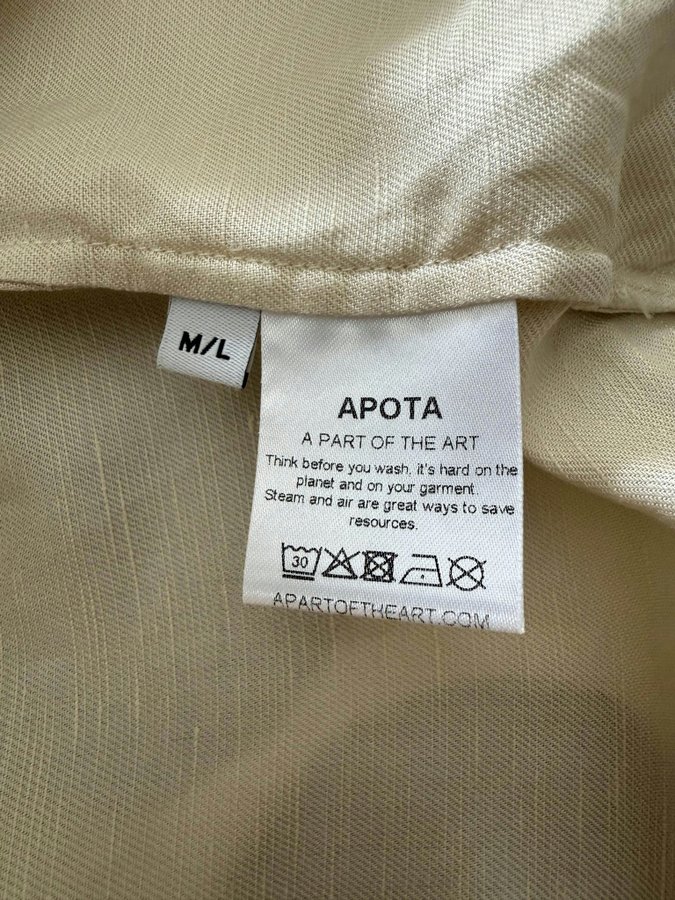 M/L
APOTA
A PART OF THE ART
Think before you wash, it's hard on the
planet and on your garment.
Steam and air are great ways to save
resources.
30
APARTOFTHEART.COM